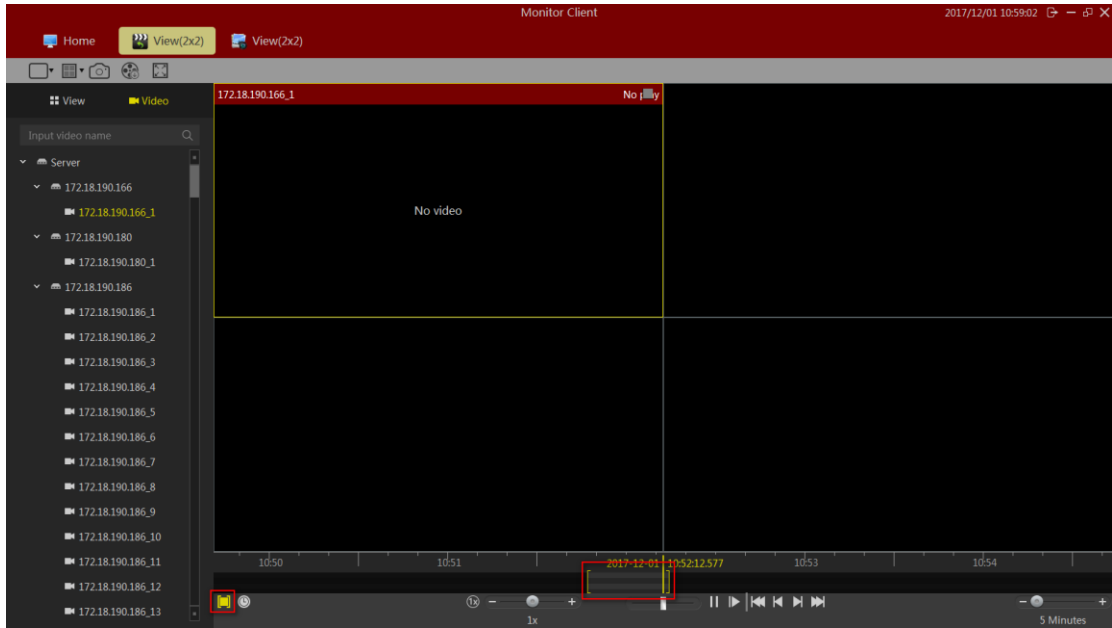 Monitor Client
2017/12/01 10:59:02
Home View(2x2) View(2x2)
View Video
Input video name
Server
172.18.190.166
172.18.190.166_1
172.18.190.180
172.18.190.180_1
172.18.190.186
172.18.190.186_1
172.18.190.186_2
172.18.190.186_3
172.18.190.186_4
172.18.190.186_5
172.18.190.186_6
172.18.190.186_7
172.18.190.186_8
172.18.190.186_9
172.18.190.186_10
172.18.190.186_11
172.18.190.186_12
172.18.190.186_13
172.18.190.166_1 No
No video
10:50 10:51 2017-12-01 10:52:12.577 10:53 10:54
1x
1x
5 Minutes